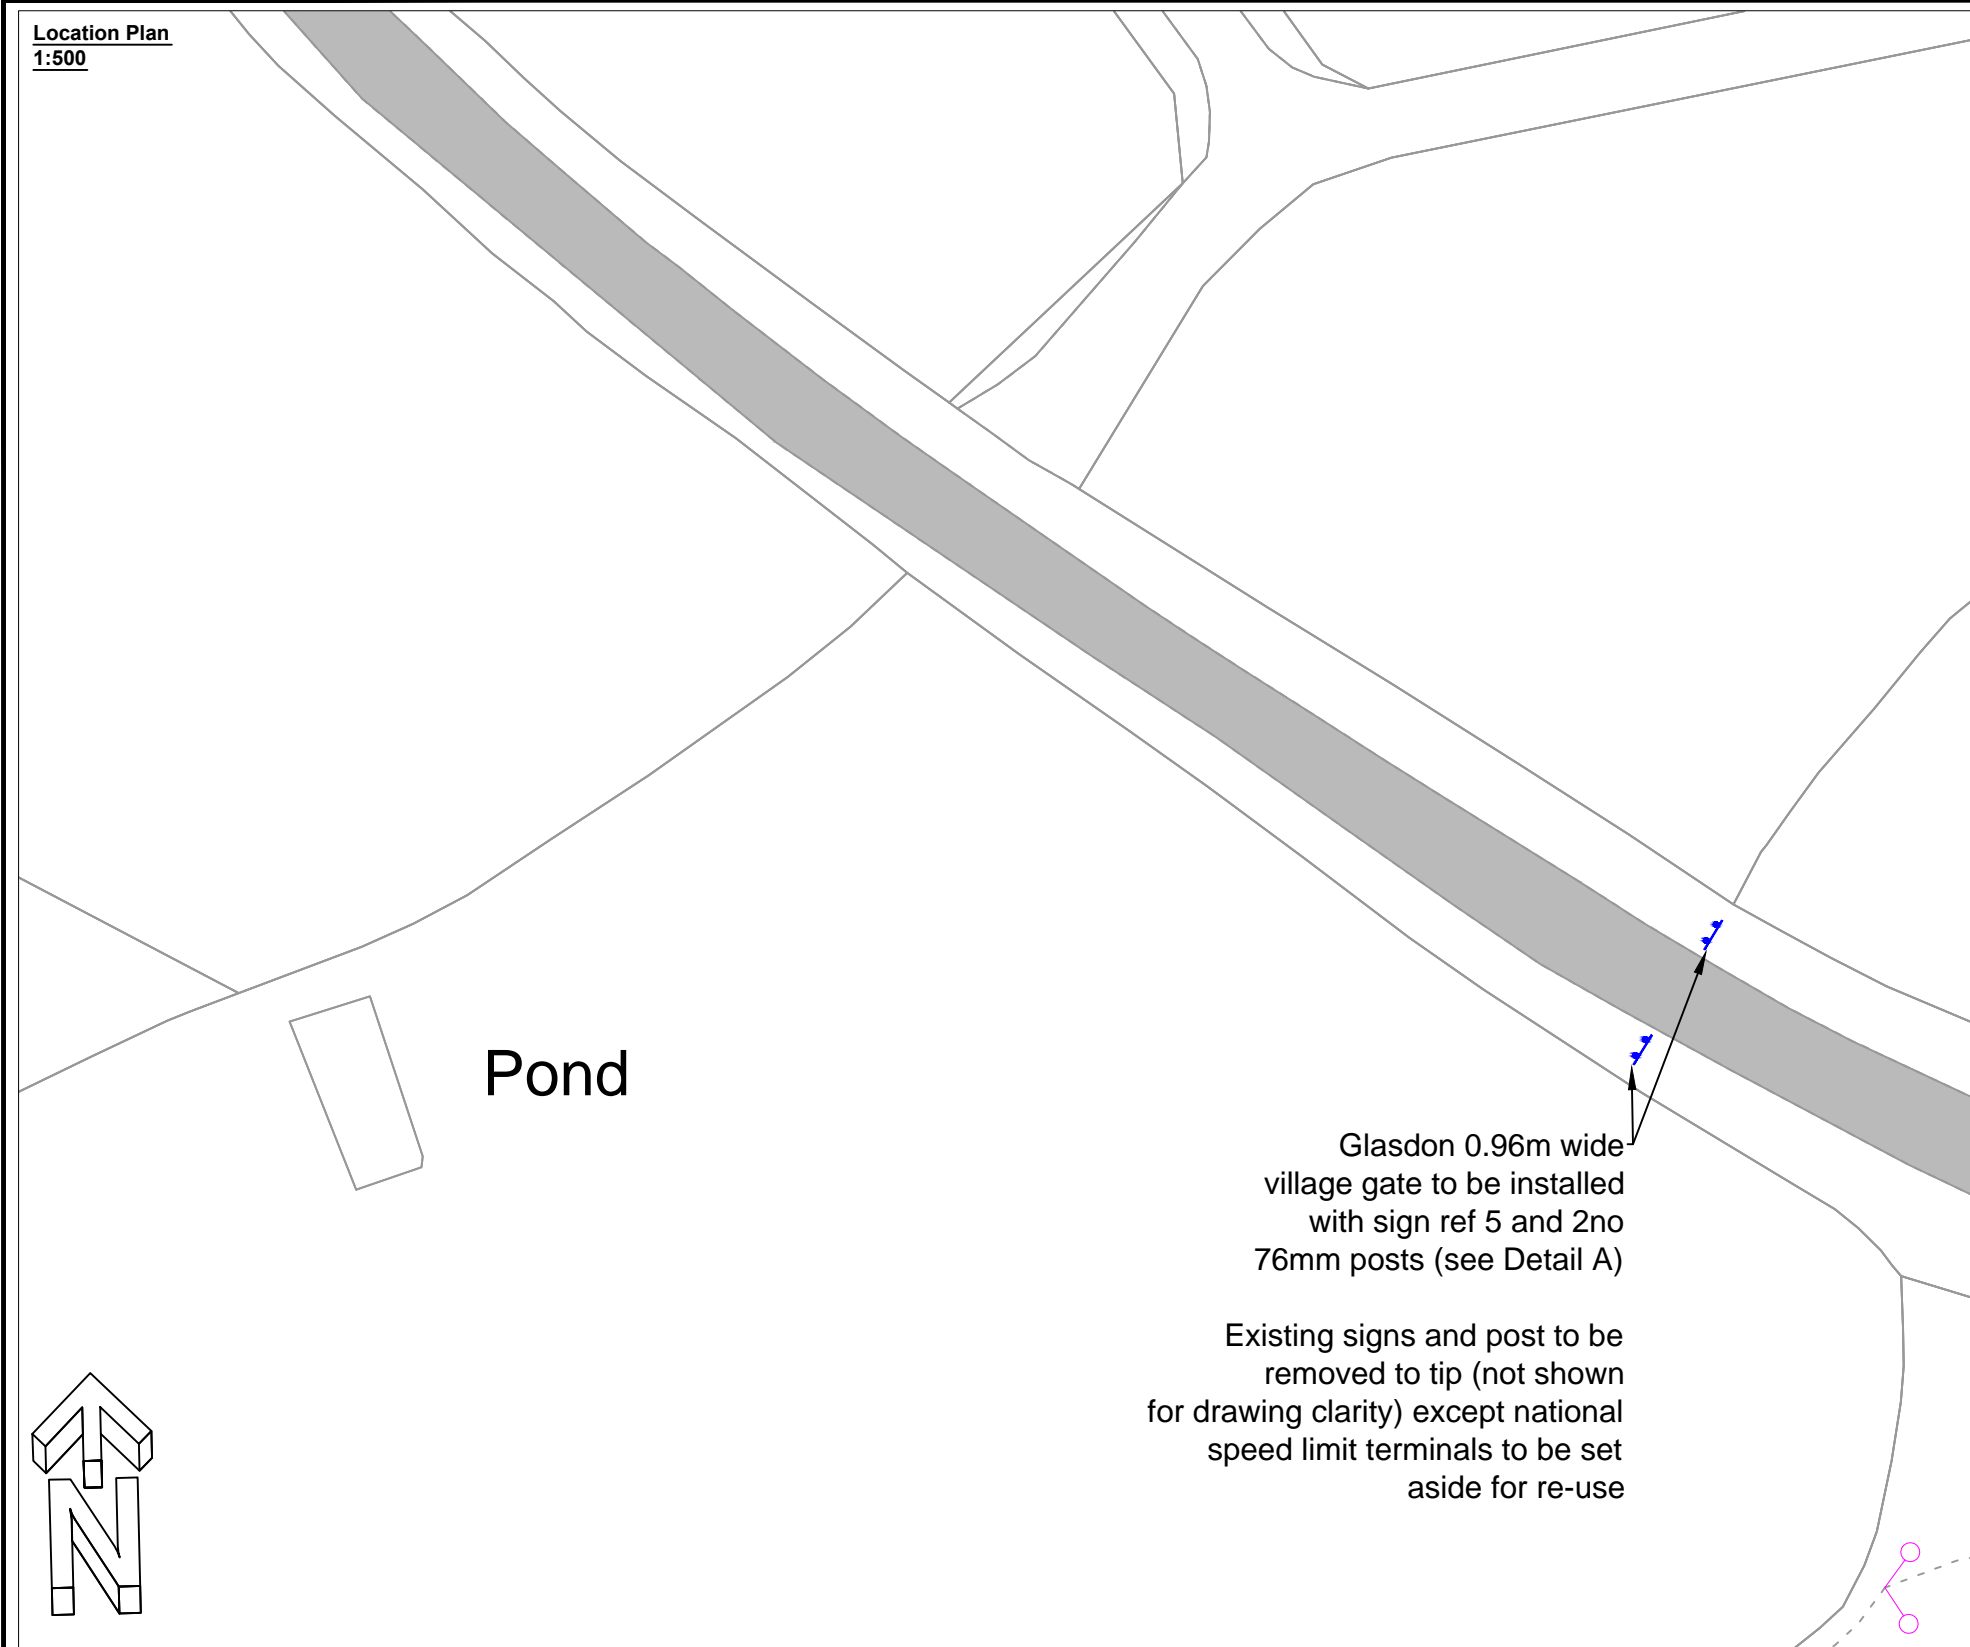 Location Plan
1:500
Pond
Glasdon 0.96m wide
village gate to be installed
with sign ref 5 and 2no
76mm posts (see Detail A)
Existing signs and post to be
removed to tip (not shown
for drawing clarity) except national
speed limit terminals to be set
aside for re-use
N